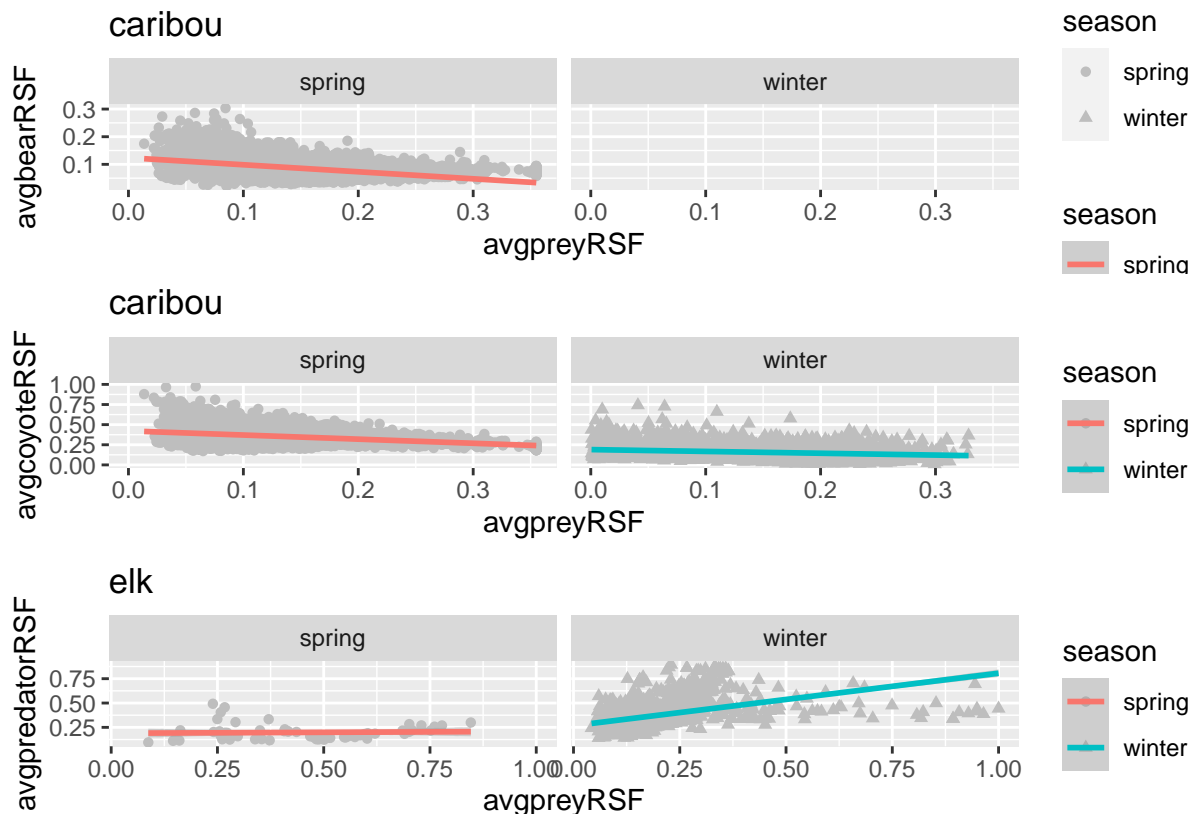 caribou
spring winter
avgbearRSF
0.3
0.2
0.1
0.0 0.1 0.2 0.3 0.0 0.1 0.2 0.3
avgpreyRSF
season
spring
winter
season
spring
caribou
spring winter
avgcoyoteRSF
1.00
0.75
0.50
0.25
0.00
0.0 0.1 0.2 0.3 0.0 0.1 0.2 0.3
avgpreyRSF
season
spring
winter
elk
spring winter
avgpredatorRSF
0.75
0.50
0.25
0.00 0.25 0.50 0.75 1.00 0.00 0.25 0.50 0.75 1.00
avgpreyRSF
season
spring
winter